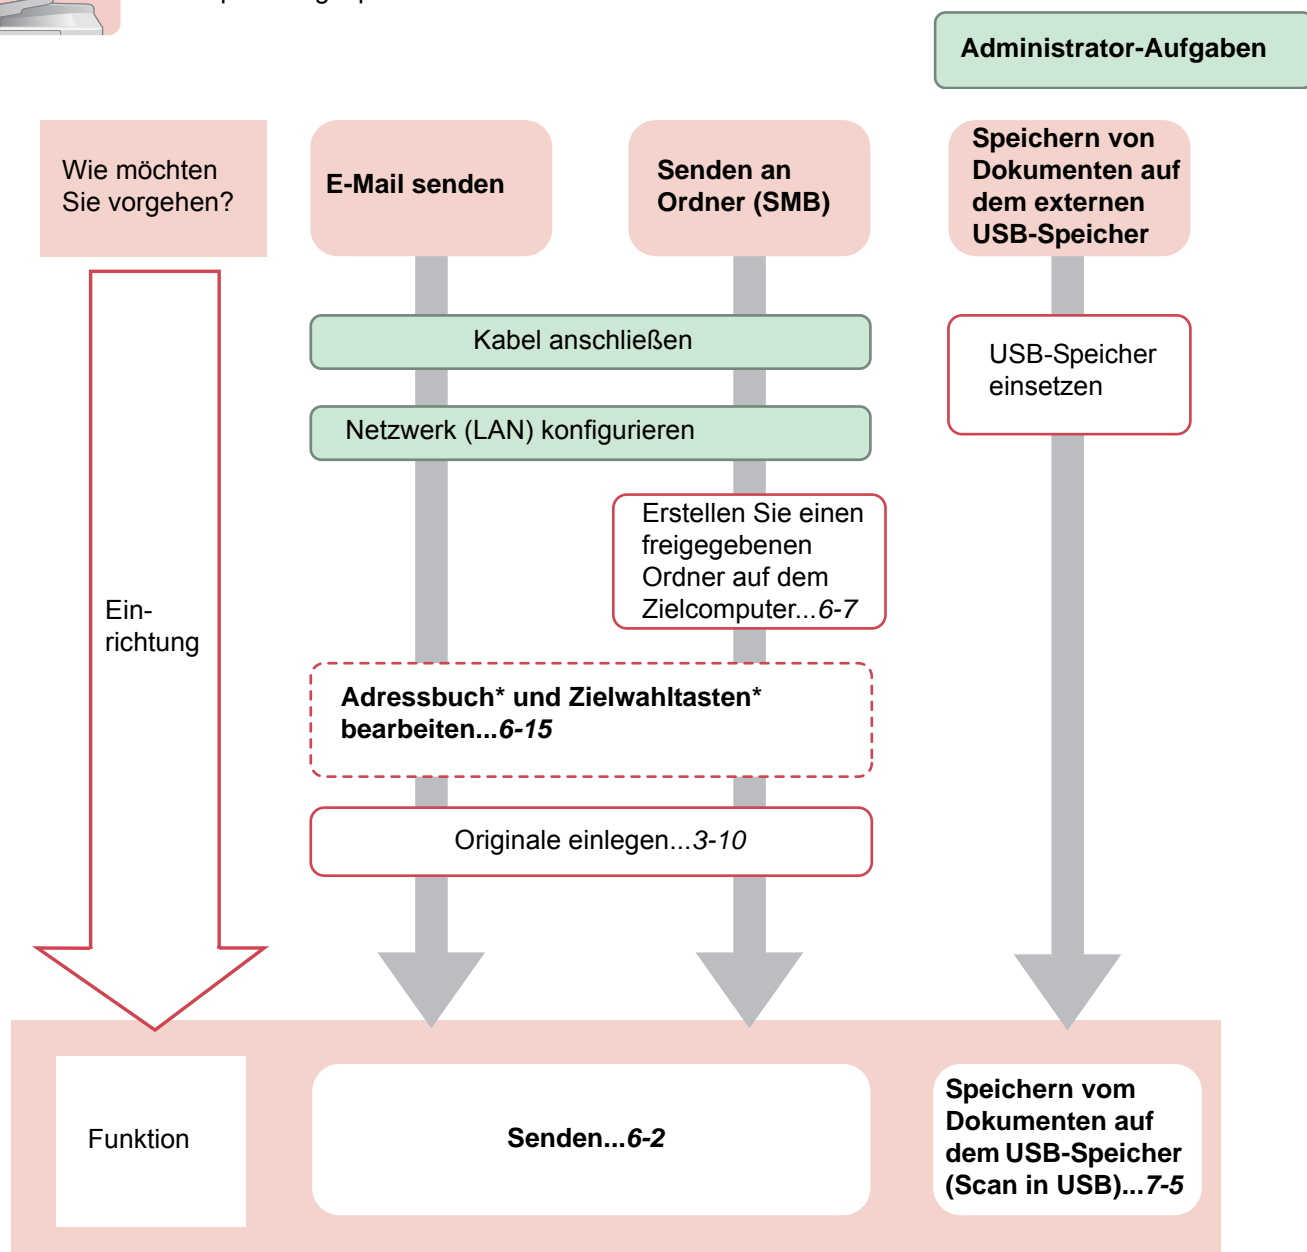 Administrator-Aufgaben
Wie möchten
Sie vorgehen?
E-Mail senden
Senden an
Ordner (SMB)
Speichern von
Dokumenten auf
dem externen
USB-Speicher
Kabel anschließen
USB-Speicher
einsetzen
Netzwerk (LAN) konfigurieren
Erstellen Sie einen
freigegebenen
Ordner auf dem
Zielcomputer...6-7
Ein-
richtung
Adressbuch* und Zielwahltasten*
bearbeiten...6-15
Originale einlegen...3-10
Funktion
Senden...6-2
Speichern vom
Dokumenten auf
dem USB-Speicher
(Scan in USB)...7-5